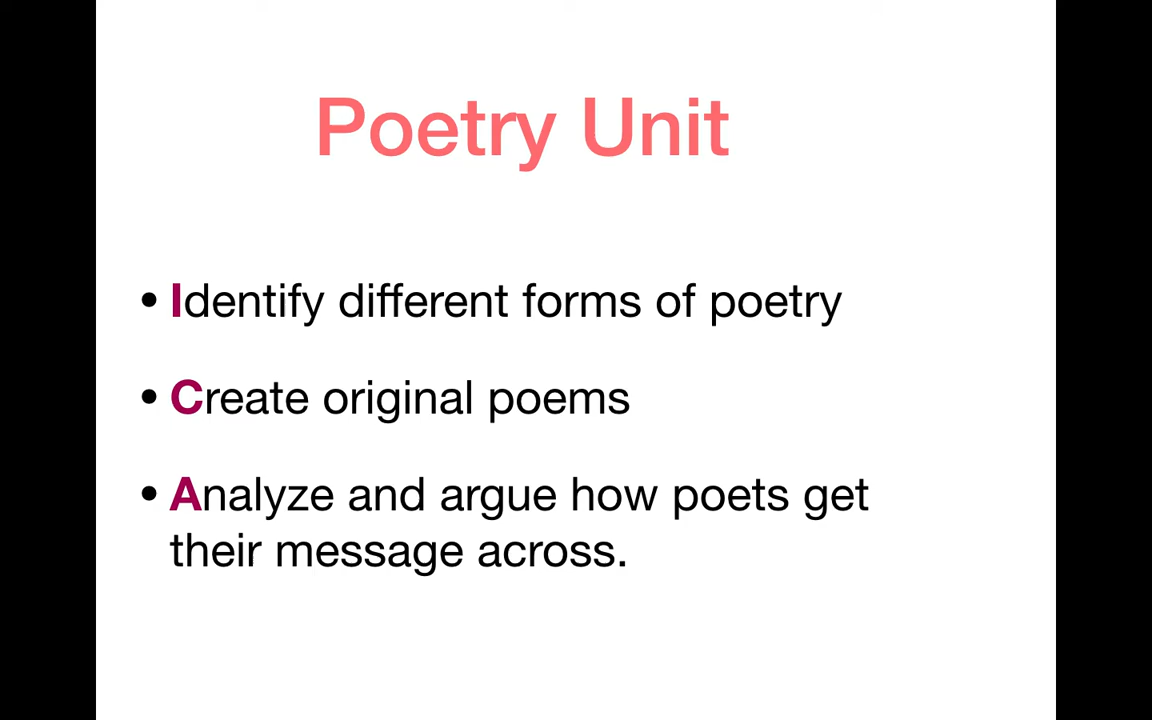 Poetry Unit
• Identify different forms of poetry
• Create original poems
• Analyze and argue how poets get
their message across.